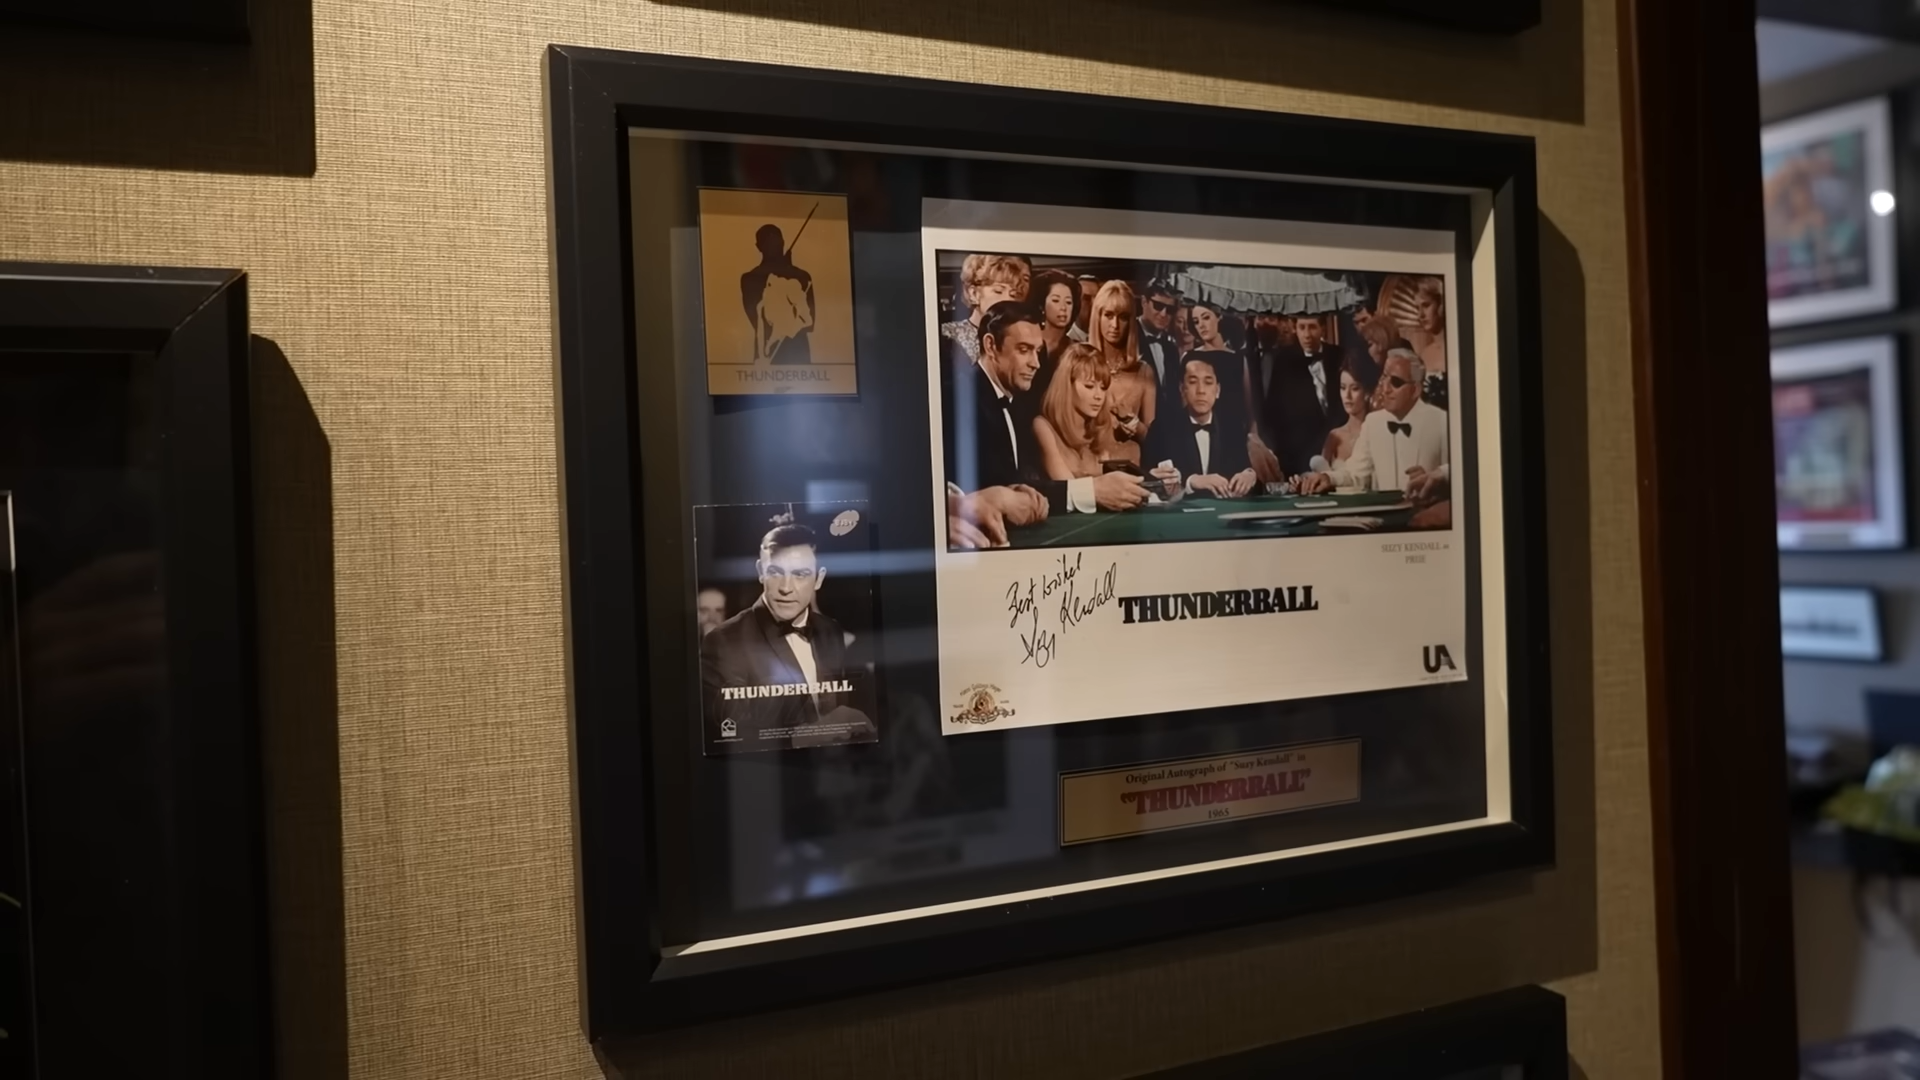 THUNDERBALL
THUNDERBALL
SUZY KENDALL as
PRUE
Best wishes
Suzy Kendall
THUNDERBALL
UA
Original Autograph of "Suzy Kendall" in
"THUNDERBALL"
1965